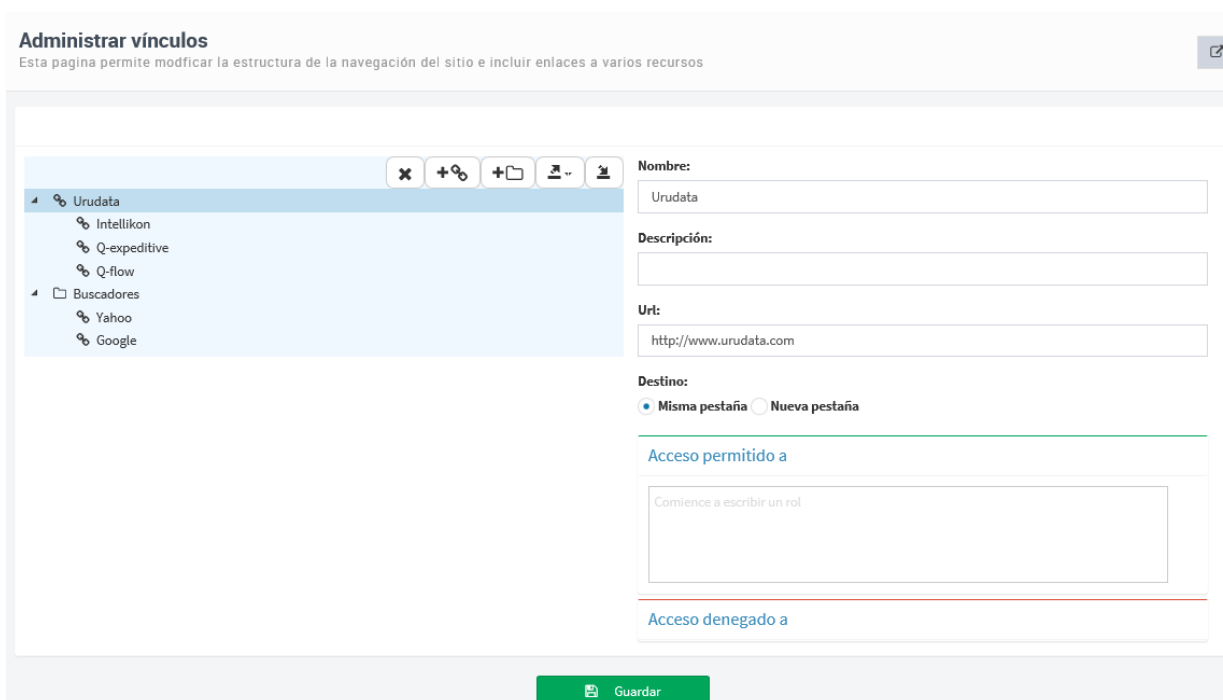 Administrar vínculos
Esta pagina permite modficar la estructura de la navegación del sitio e incluir enlaces a varios recursos
Urudata
Intellikon
Q-expeditive
Q-flow
Buscadores
Yahoo
Google
Nombre:
Urudata
Descripción:
Url:
http://www.urudata.com
Destino:
Misma pestaña Nueva pestaña
Acceso permitido a
Comience a escribir un rol
Acceso denegado a
Guardar